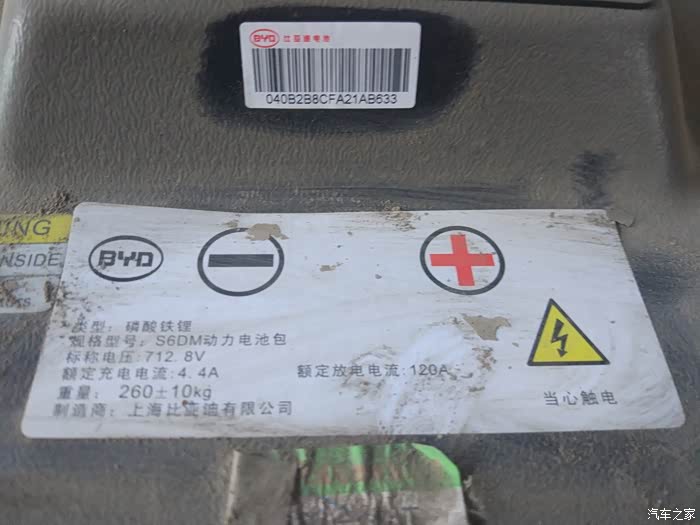 BYD 比亚迪电池
040B2B8CFA21AB633
ING
NSIDE
BYD
类型: 磷酸铁锂
规格型号: S6DM动力电池包
标称电压:712.8V
额定充电电流:4.4A 额定放电电流:120A
重量: 260±10kg
制造商: 上海比亚迪有限公司
当心触电
汽车之家